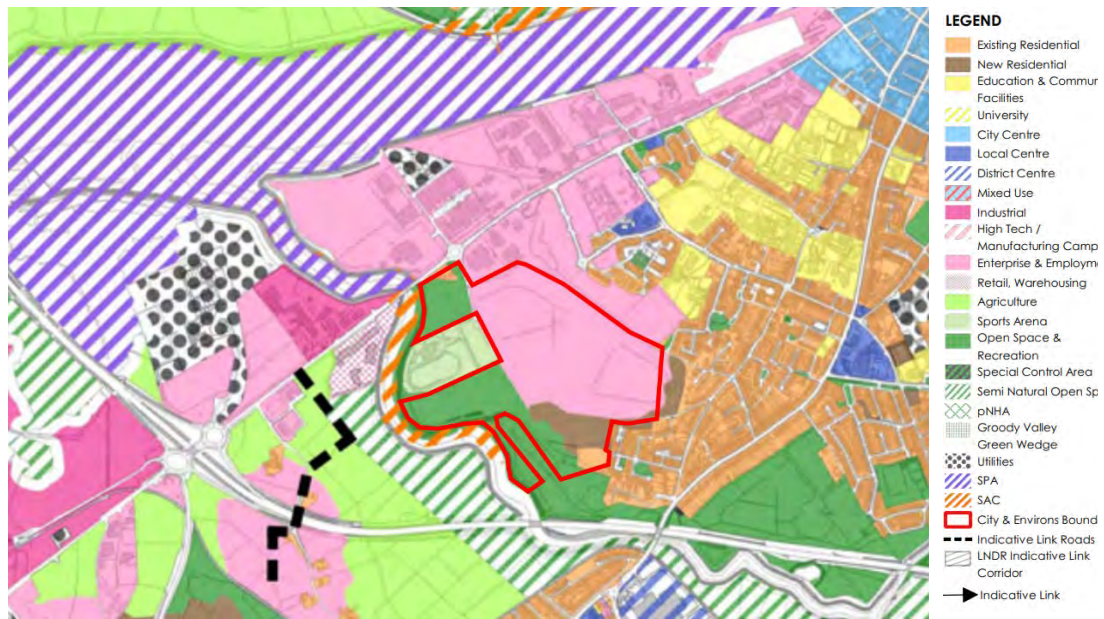 LEGEND
Existing Residential
New Residential
Education & Commun
Facilities
University
City Centre
Local Centre
District Centre
Mixed Use
Industrial
High Tech /
Manufacturing Camp
Enterprise & Employme
Retail, Warehousing
Agriculture
Sports Arena
Open Space &
Recreation
Special Control Area
Semi Natural Open Sp
pNHA
Groody Valley
Green Wedge
Utilities
SPA
SAC
City & Environs Bound
Indicative Link Roads
LNDR Indicative Link
Corridor
Indicative Link